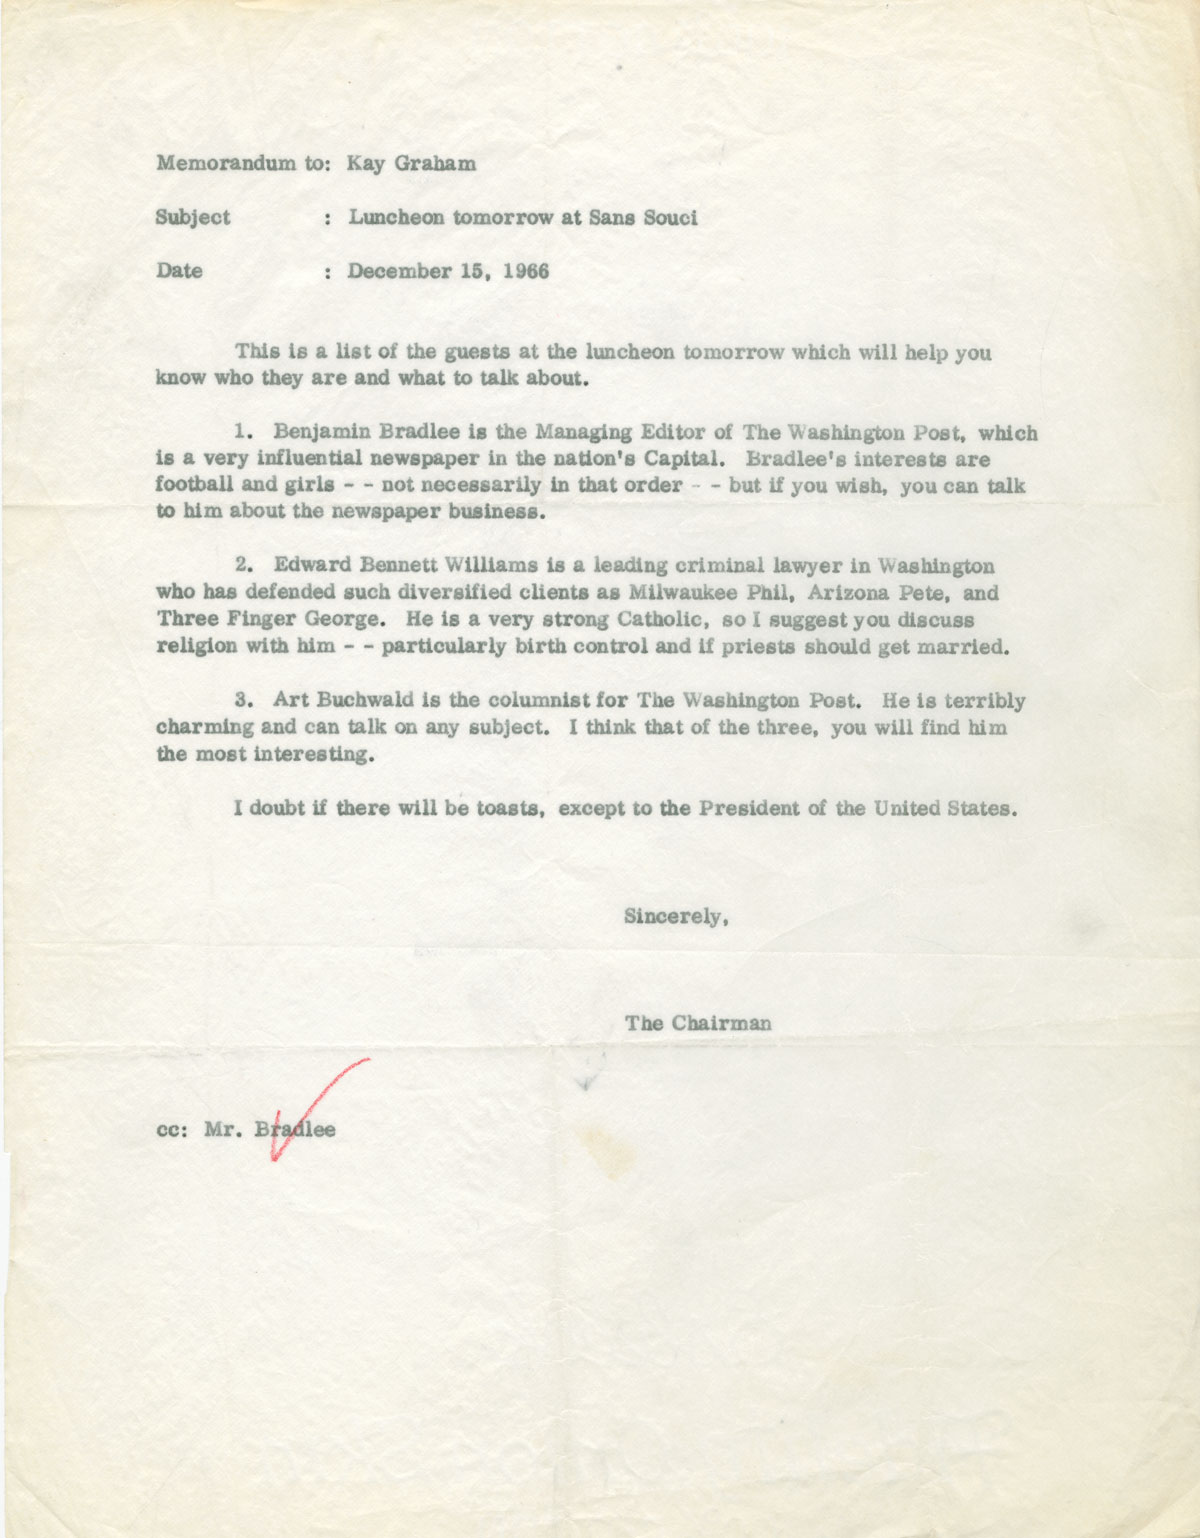 Memorandum to: Kay Graham
Subject : Luncheon tomorrow at Sans Souci
Date : December 15, 1966
This is a list of the guests at the luncheon tomorrow which will help you
know who they are and what to talk about.
1. Benjamin Bradlee is the Managing Editor of The Washington Post, which
is a very influential newspaper in the nation's Capital. Bradlee's interests are
football and girls - - not necessarily in that order - - but if you wish, you can talk
to him about the newspaper business.
2. Edward Bennett Williams is a leading criminal lawyer in Washington
who has defended such diversified clients as Milwaukee Phil, Arizona Pete, and
Three Finger George. He is a very strong Catholic, so I suggest you discuss
religion with him - - particularly birth control and if priests should get married.
3. Art Buchwald is the columnist for The Washington Post. He is terribly
charming and can talk on any subject. I think that of the three, you will find him
the most interesting.
I doubt if there will be toasts, except to the President of the United States.
Sincerely,
The Chairman
cc: Mr. Bradlee